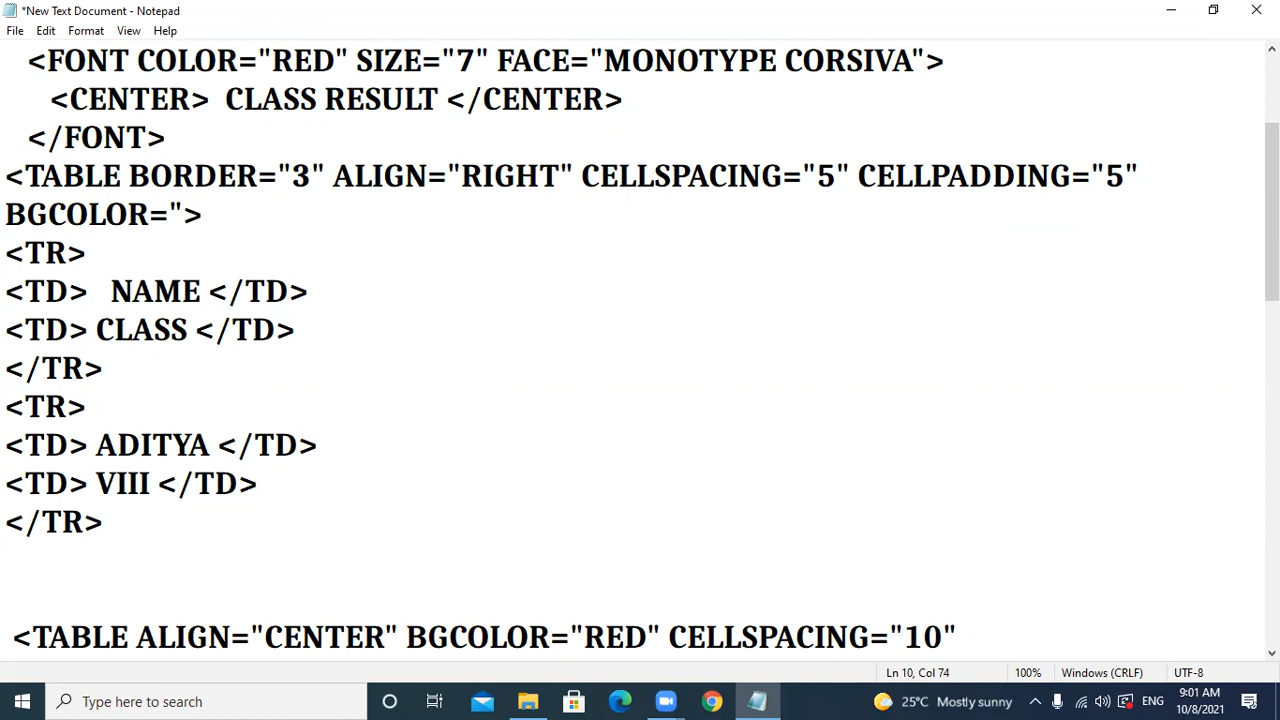 *New Text Document - Notepad
File Edit Format View Help
<FONT COLOR="RED" SIZE="7" FACE="MONOTYPE CORSIVA">
<CENTER> CLASS RESULT </CENTER>
</FONT>
<TABLE BORDER="3" ALIGN="RIGHT" CELLSPACING="5" CELLPADDING="5"
BGCOLOR=">
<TR>
<TD> NAME </TD>
<TD> CLASS </TD>
</TR>
<TR>
<TD> ADITYA </TD>
<TD> VIII </TD>
</TR>
<TABLE ALIGN="CENTER" BGCOLOR="RED" CELLSPACING="10"
Ln 10, Col 74 100% Windows (CRLF) UTF-8
Type here to search 25°C Mostly sunny ENG 9:01 AM
10/8/2021